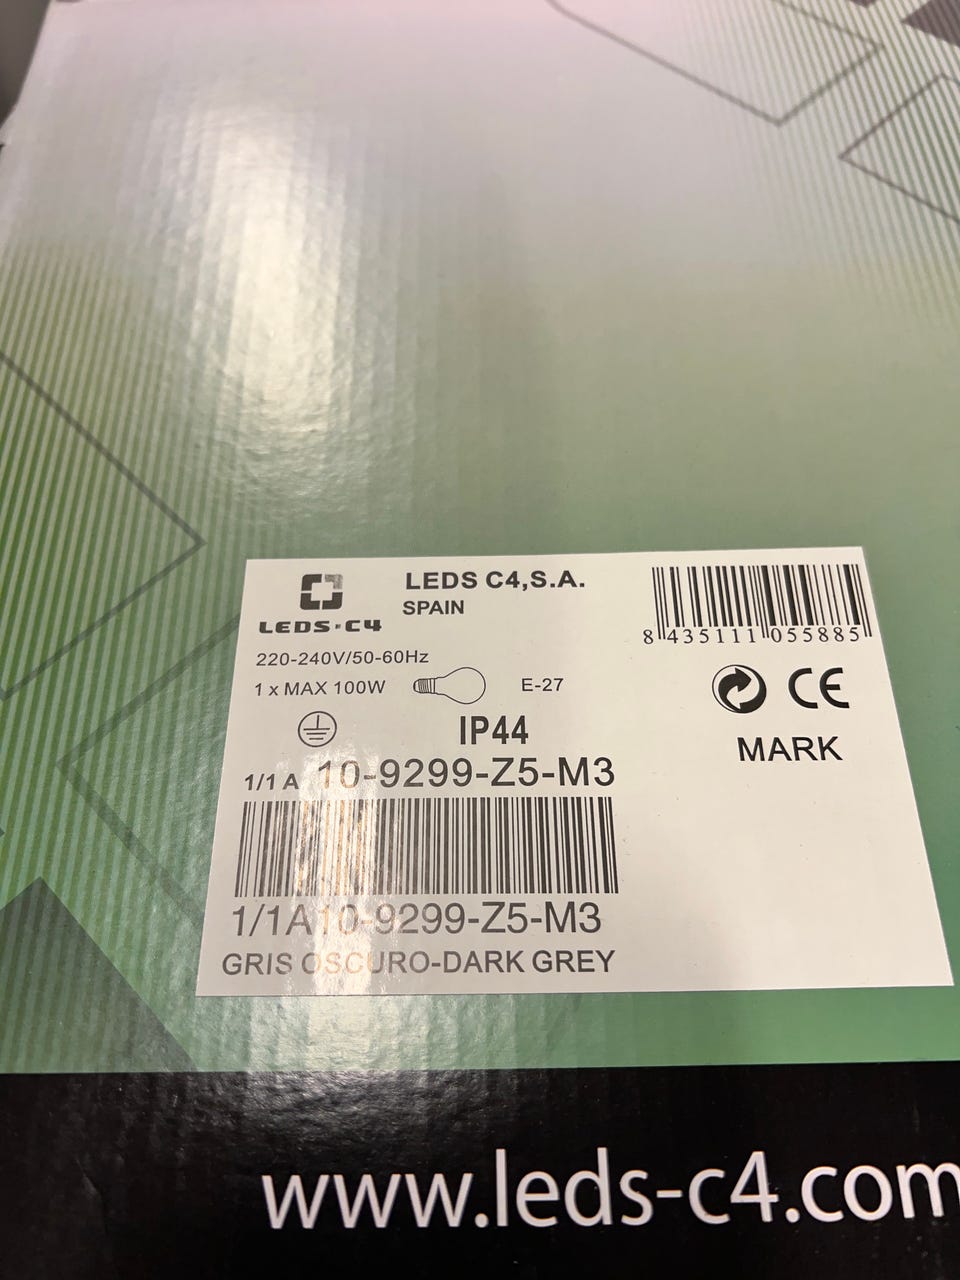 LEDS·C4
LEDS C4,S.A.
SPAIN
8 435111 055885
220-240V/50-60Hz
1 x MAX 100W
E-27
IP44
CE
MARK
1/1 A 10-9299-Z5-M3
1/1A10-9299-Z5-M3
GRIS OSCURO-DARK GREY
www.leds-c4.com